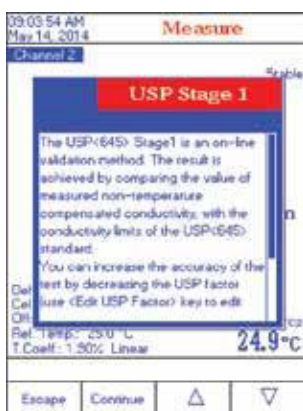 09:03:54 AM
May 14, 2014
Measure
Channel 2
Stable
USP Stage 1
The USP<645> Stage1 is an on-line
validation method. The result is
achieved by comparing the value of
measured non-temperarure
compensated conductivity, with the
conductivity limits of the USP<645>
standard.
You can increase the accuracy of the
test by decreasing the USP factor
(use <Edit USP Factor> key to edit
n
Cel
Ref. Temp.: 25.0 °C
T.Coeff.: 1.90% Linear
24.9°C
Escape
Continue